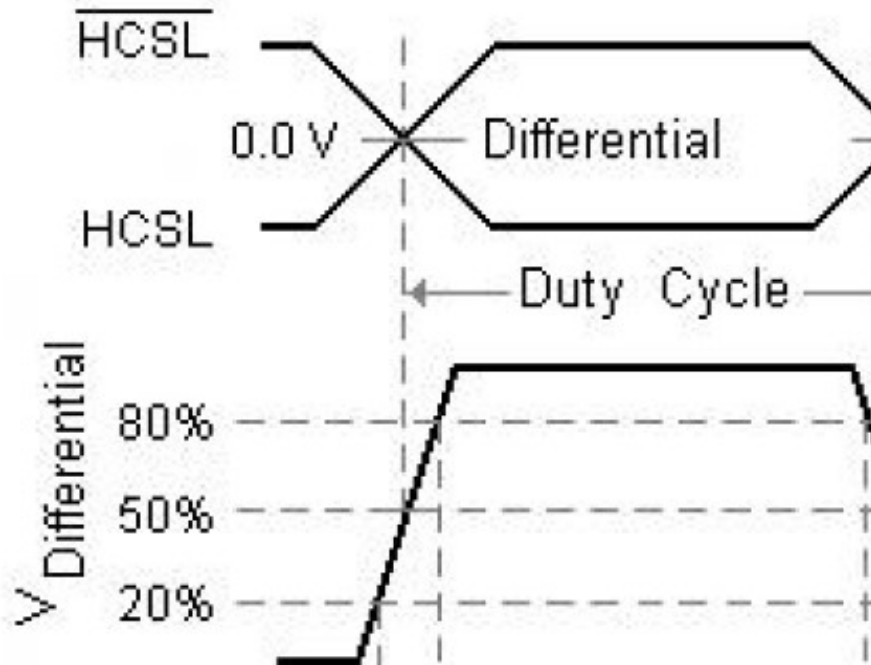 HCSL
0.0 V Differential
HCSL
Duty Cycle
V Differential
80%
50%
20%